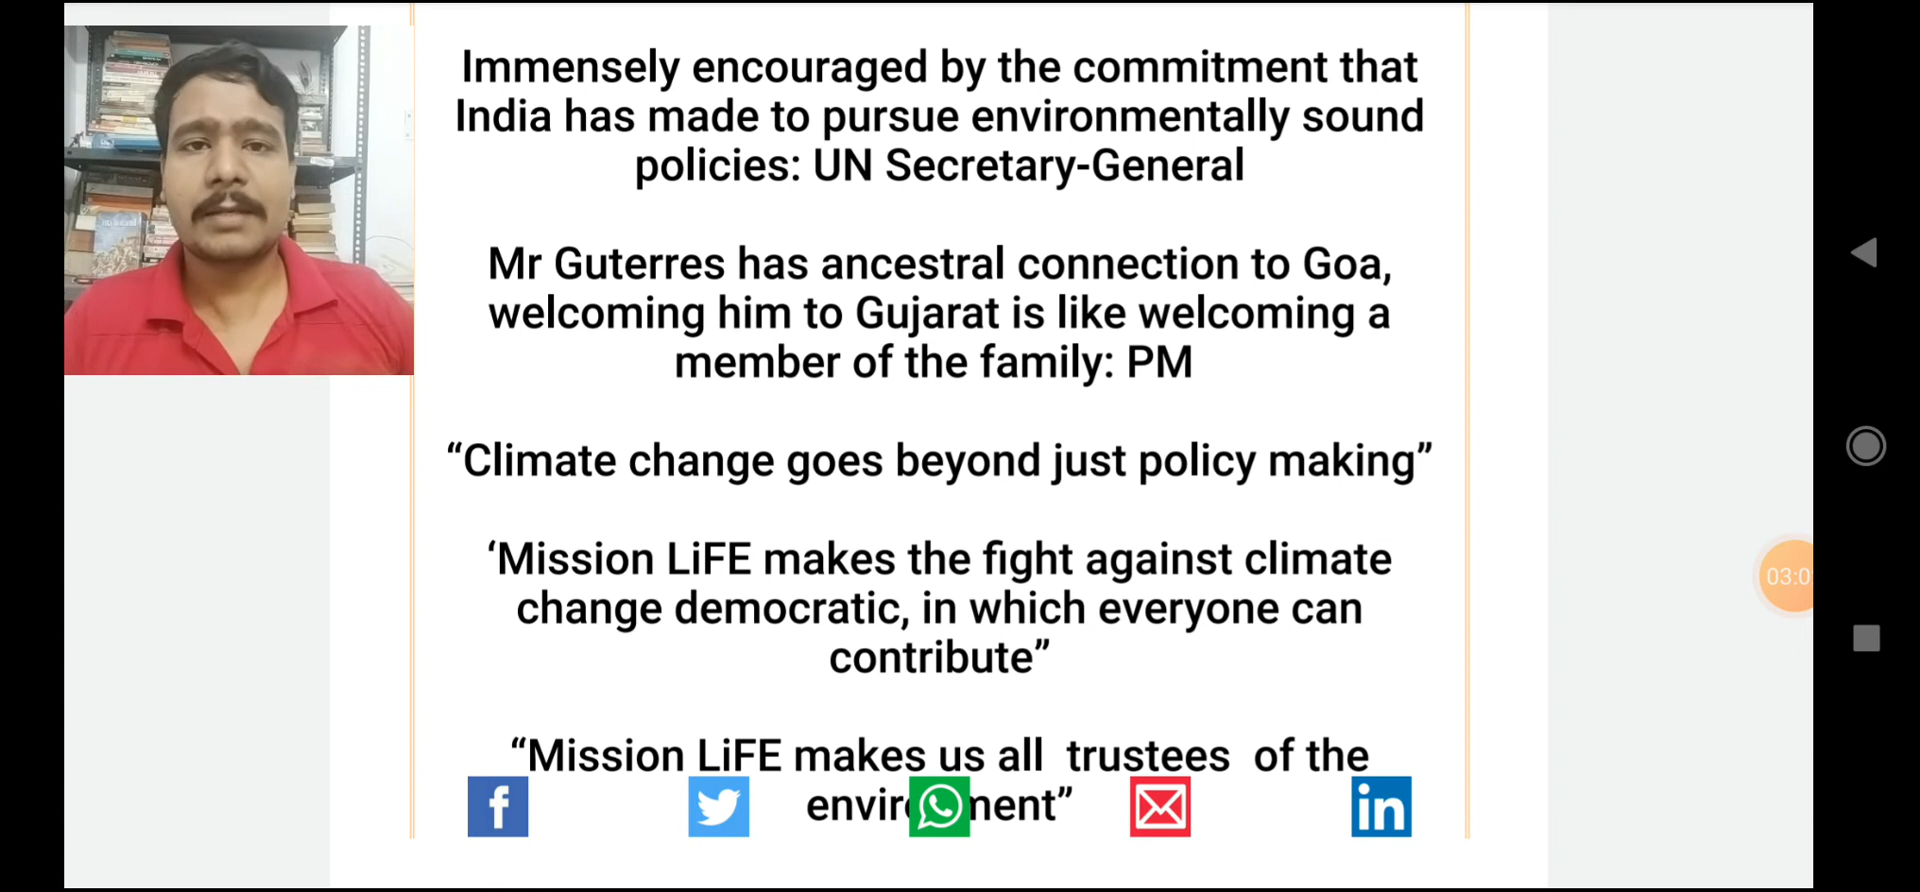 Immensely encouraged by the commitment that
India has made to pursue environmentally sound
policies: UN Secretary-General
Mr Guterres has ancestral connection to Goa,
welcoming him to Gujarat is like welcoming a
member of the family: PM
“Climate change goes beyond just policy making”
‘Mission LiFE makes the fight against climate
change democratic, in which everyone can
contribute”
“Mission LiFE makes us all trustees of the
03:0